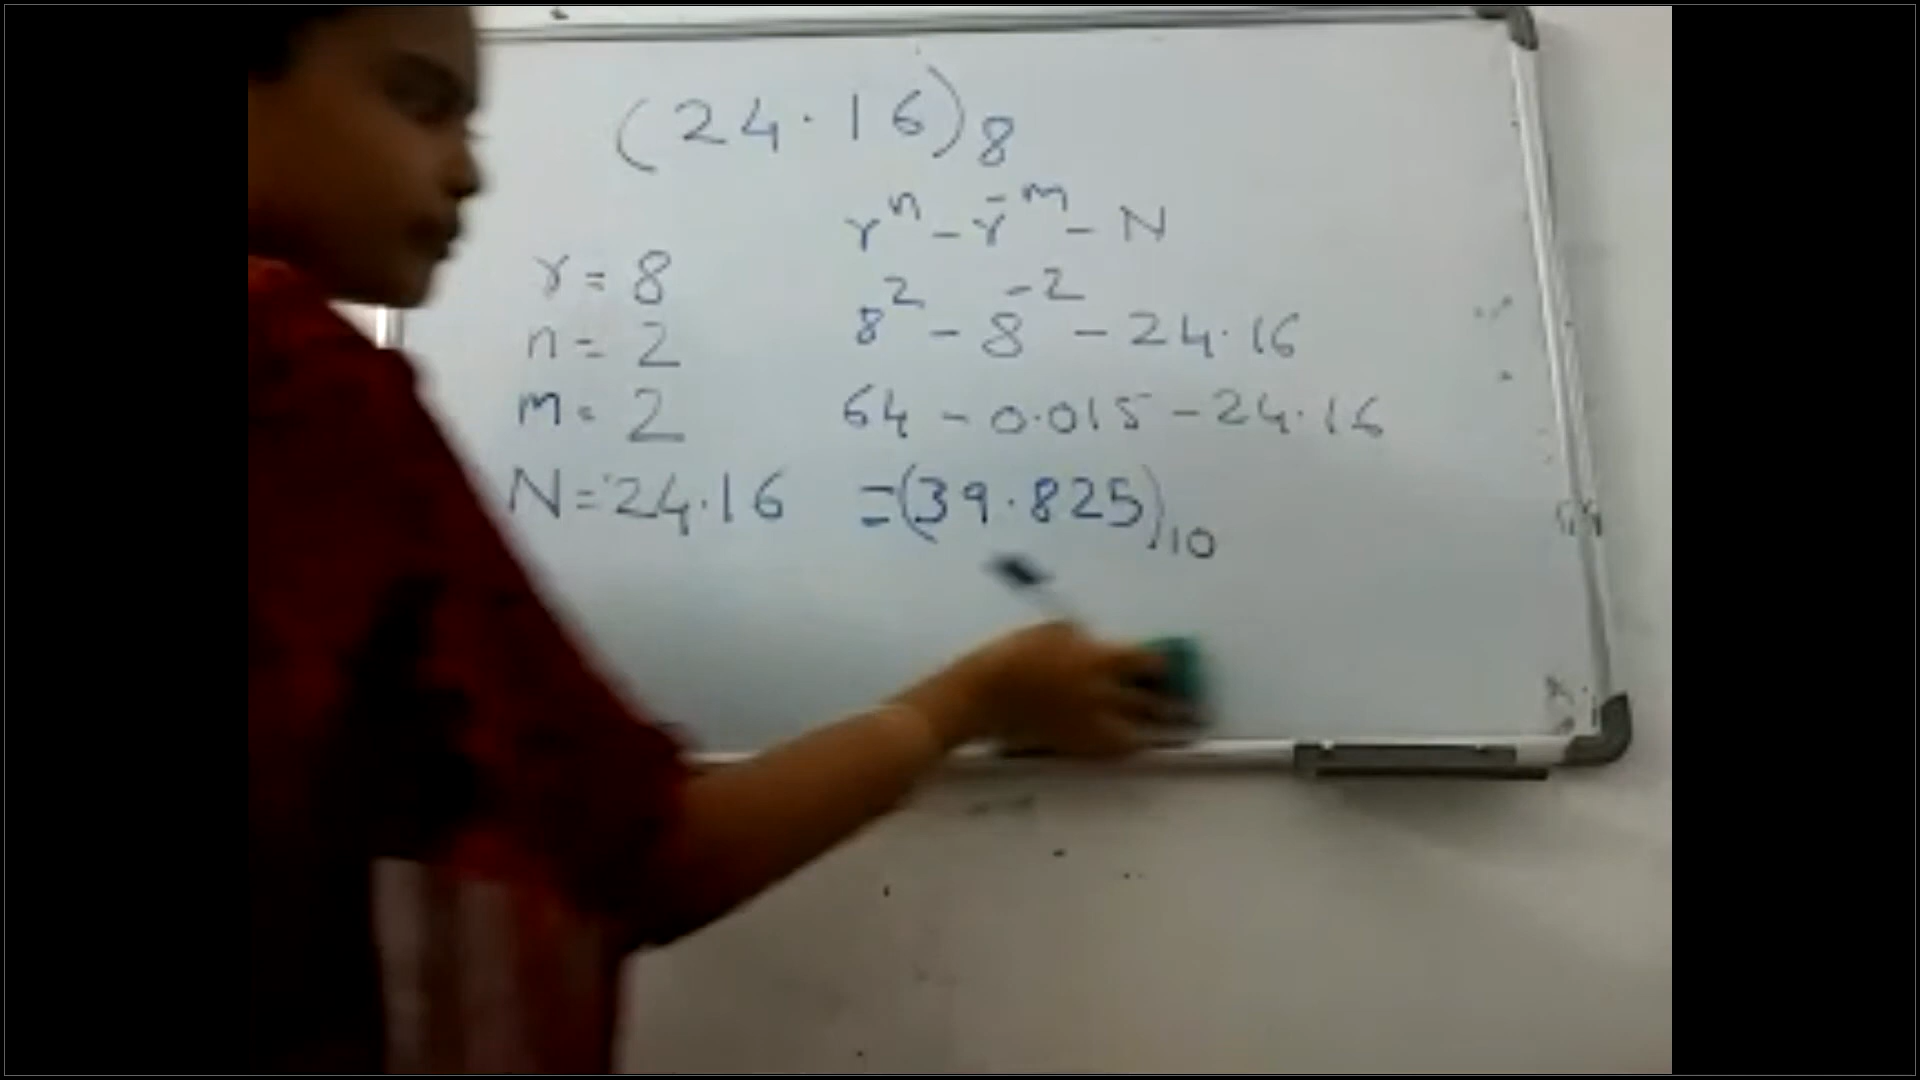 (24.16)8
r^n - r^-m - N
r = 8
8^2 - 8^-2 - 24.16
n = 2
64 - 0.015 - 24.16
m = 2
N = 24.16 = (39.825)10